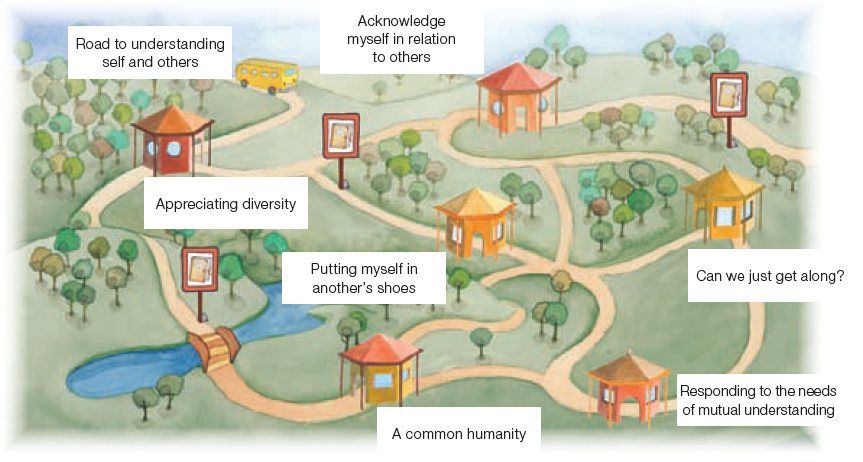 Road to understanding
self and others
Acknowledge
myself in relation
to others
Appreciating diversity
Putting myself in
another's shoes
Can we just get along?
Responding to the needs
of mutual understanding
A common humanity